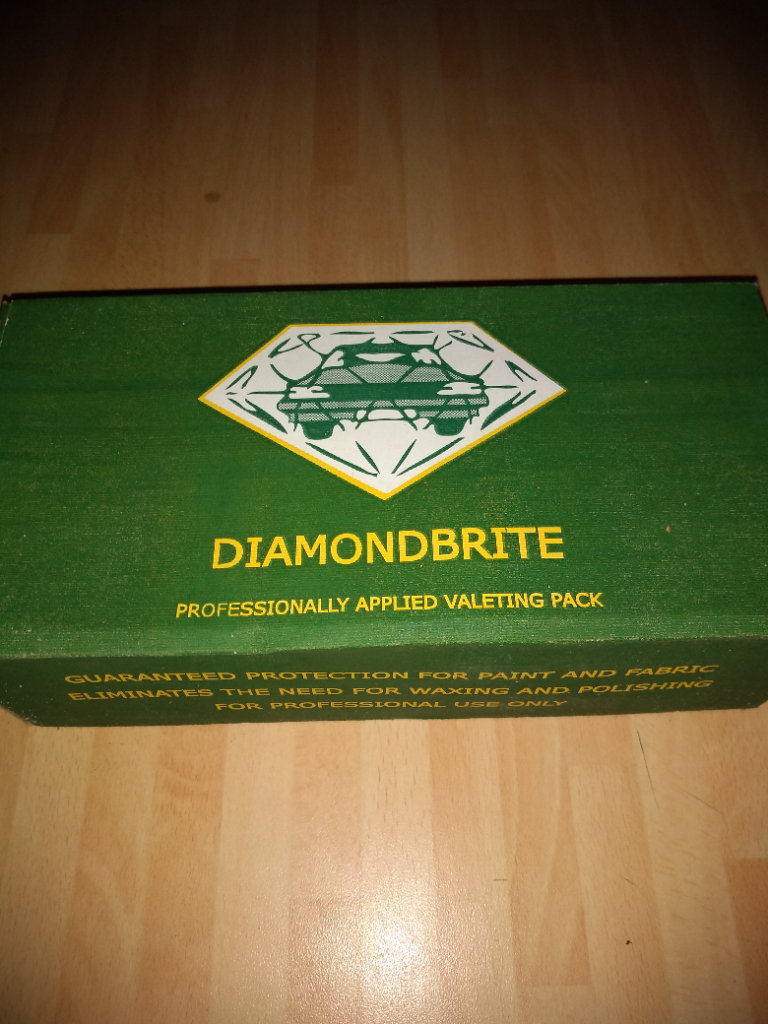 DIAMONDBRITE
PROFESSIONALLY APPLIED VALETING PACK
GUARANTEED PROTECTION FOR PAINT AND FABRIC
ELIMINATES THE NEED FOR WAXING AND POLISHING
FOR PROFESSIONAL USE ONLY